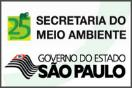 25
SECRETARIA DO
MEIO AMBIENTE
GOVERNO DO ESTADO
SÃO PAULO